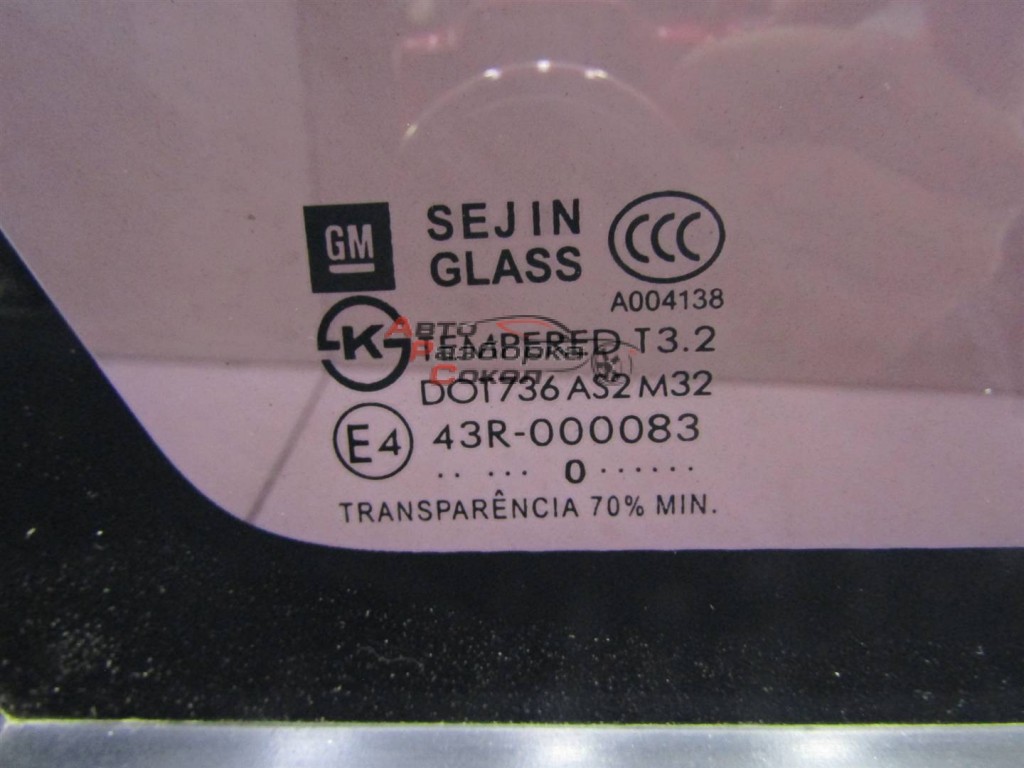 GM
SEJIN
GLASS
CCC
A004138
K
TEMPERED T3.2
АВТО
Разборка
Сокол
DOT736 AS2 M32
E4 43R-000083
.. ... 0 ......
TRANSPARÊNCIA 70% MIN.